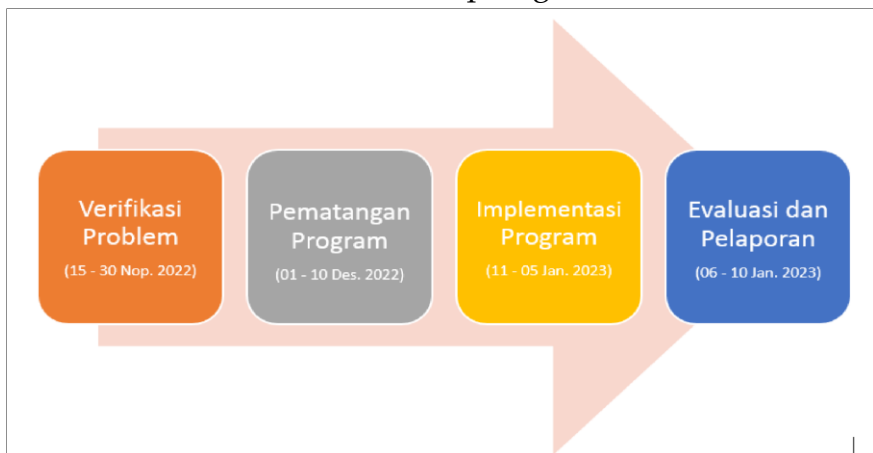 Verifikasi
Problem
(15 - 30 Nop. 2022)
Pematangan
Program
(01 - 10 Des. 2022)
Implementasi
Program
(11 - 05 Jan. 2023)
Evaluasi dan
Pelaporan
(06 - 10 Jan. 2023)